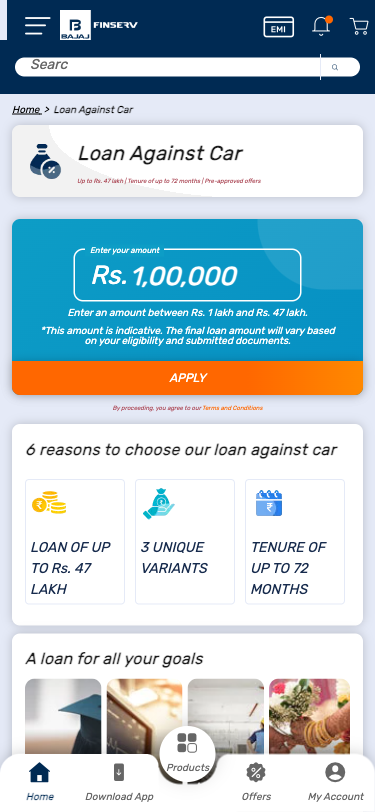 BAJAJ FINSERV
EMI
Searc
Home > Loan Against Car
Loan Against Car
Up to Rs. 47 lakh | Tenure of up to 72 months | Pre-approved offers
Enter your amount
Rs. 1,00,000
Enter an amount between Rs. 1 lakh and Rs. 47 lakh.
*This amount is indicative. The final loan amount will vary based
on your eligibility and submitted documents.
APPLY
By proceeding, you agree to our Terms and Conditions
6 reasons to choose our loan against car
LOAN OF UP
TO Rs. 47
LAKH
3 UNIQUE
VARIANTS
TENURE OF
UP TO 72
MONTHS
A loan for all your goals
Home
Download App
Products
Offers
My Account